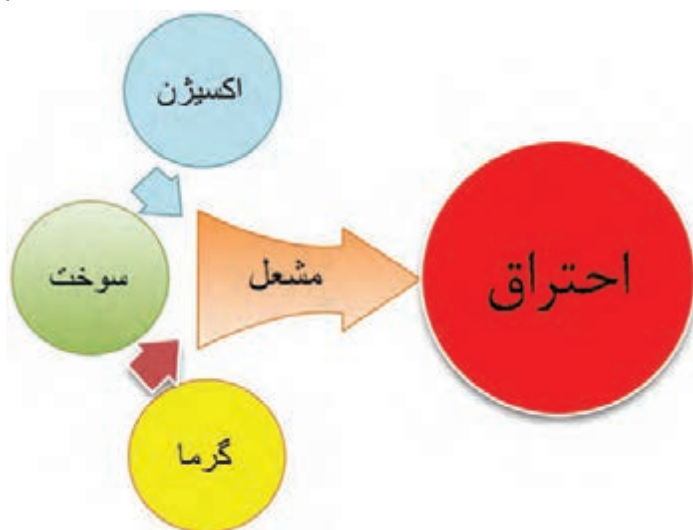 اکسیژن
سوخت
مشعل
احتراق
گرما